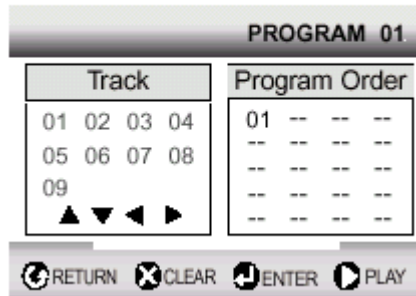 PROGRAM 01
Track Program Order
01 02 03 04 01 -- -- --
05 06 07 08 -- -- -- --
09 -- -- -- --
-- -- -- --
-- -- -- --
RETURN CLEAR ENTER PLAY